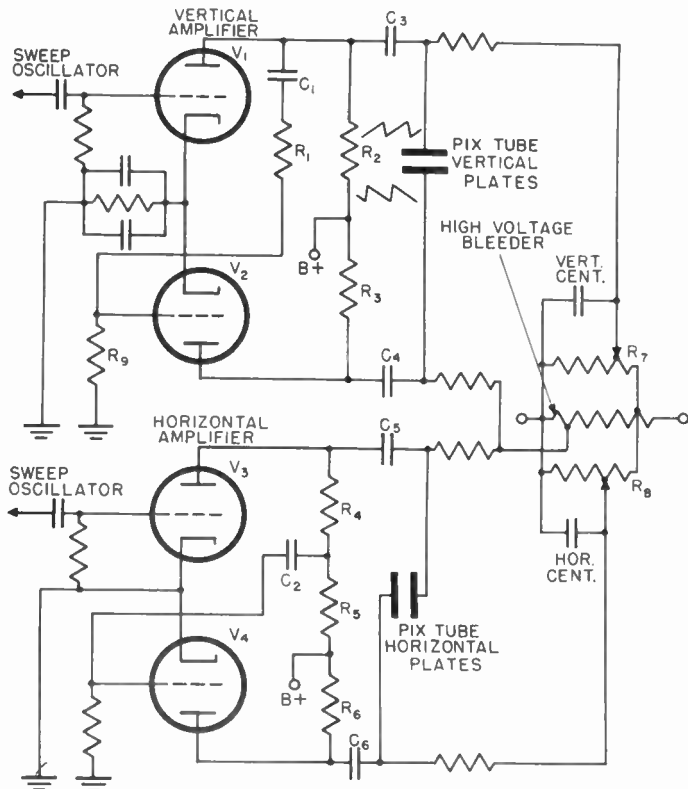 VERTICAL
AMPLIFIER
SWEEP
OSCILLATOR
V1
C1
R1
R2
C3
PIX TUBE
VERTICAL
PLATES
HIGH VOLTAGE
BLEEDER
VERT.
CENT.
B+
V2
R3
R9
C4
R7
HORIZONTAL
AMPLIFIER
SWEEP
OSCILLATOR
V3
C5
R4
R8
C2
HOR.
CENT.
R5
PIX TUBE
HORIZONTAL
PLATES
V4
B+
R6
C6